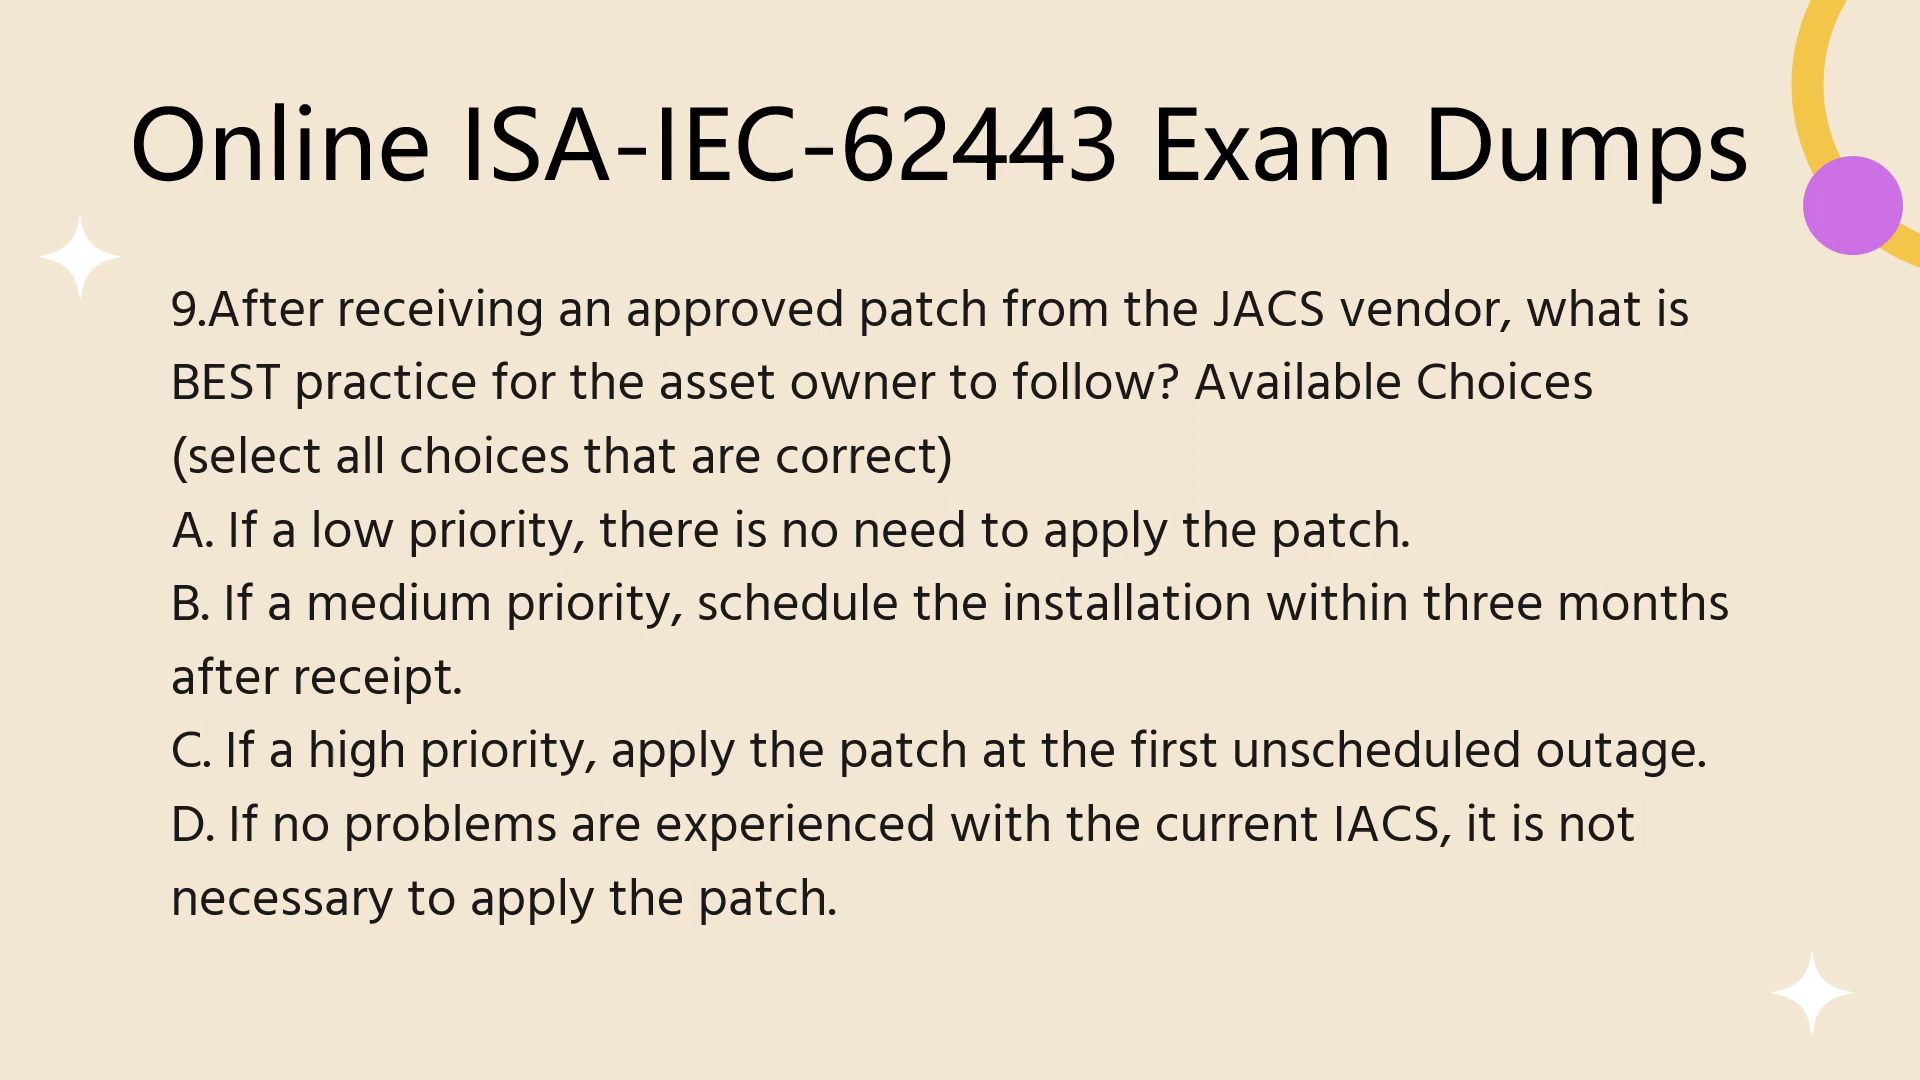 Online ISA-IEC-62443 Exam Dumps
9.After receiving an approved patch from the JACS vendor, what is
BEST practice for the asset owner to follow? Available Choices
(select all choices that are correct)
A. If a low priority, there is no need to apply the patch.
B. If a medium priority, schedule the installation within three months
after receipt.
C. If a high priority, apply the patch at the first unscheduled outage.
D. If no problems are experienced with the current IACS, it is not
necessary to apply the patch.